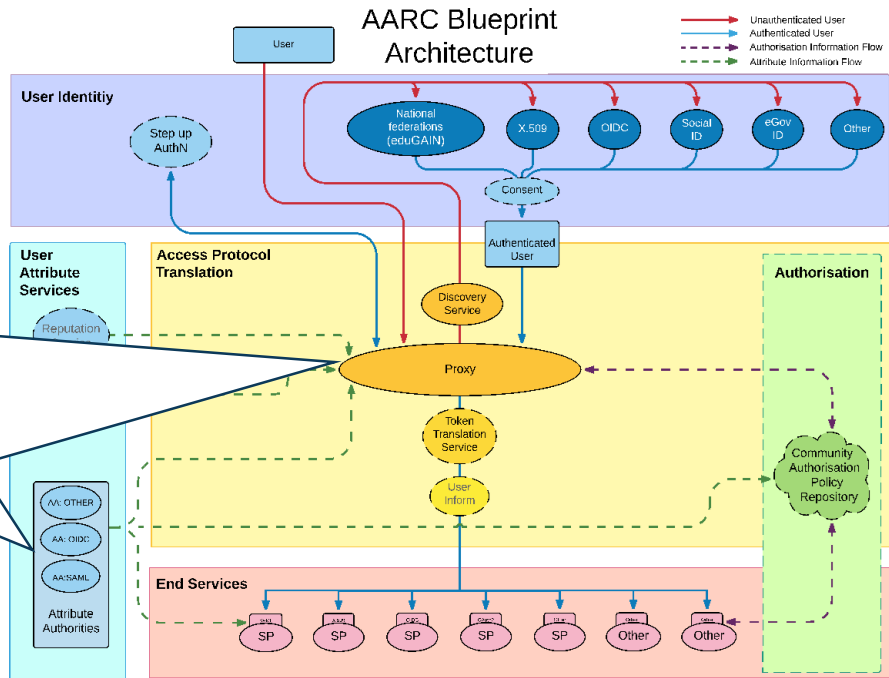 AARC Blueprint
Architecture
Unauthenticated User
Authenticated User
Authorisation Information Flow
Attribute Information Flow
User
User Identitiy
Step up
AuthN
National
federations
(eduGAIN)
X.509
OIDC
Social
ID
eGov
ID
Other
Consent
Authenticated
User
User
Attribute
Services
Access Protocol
Translation
Authorisation
Discovery
Service
Reputation
Proxy
Token
Translation
Service
User
Inform
Community
Authorisation
Policy
Repository
AA: OTHER
AA: OIDC
AA:SAML
Attribute
Authorities
End Services
SP
SP
SP
SP
SP
Other
Other